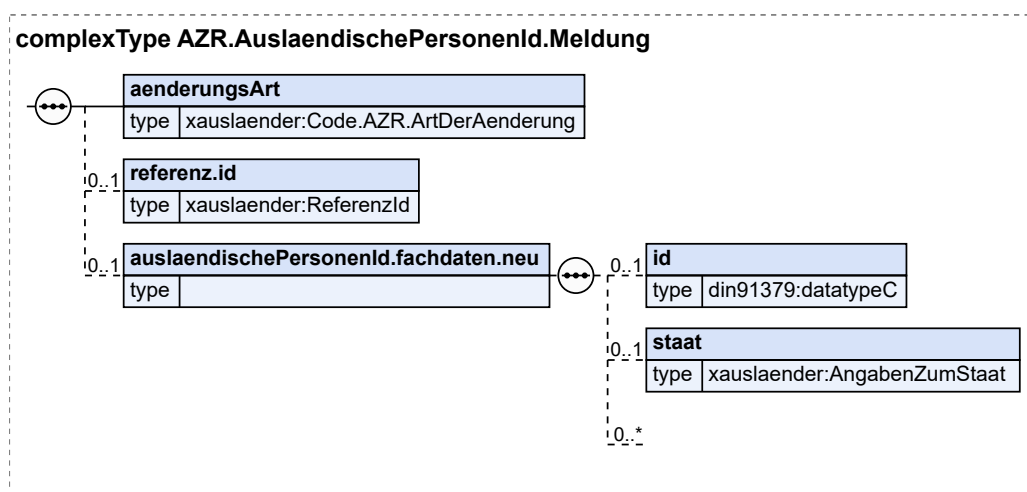 complexType AZR.AuslaendischePersonenId.Meldung
aenderungsArt
type xauslaender:Code.AZR.ArtDerAenderung
0..1 referenz.id
type xauslaender:ReferenzId
0..1 auslaendischePersonenId.fachdaten.neu
type
0..1 id
type din91379:datatypeC
0..1 staat
type xauslaender:AngabenZumStaat
0..*